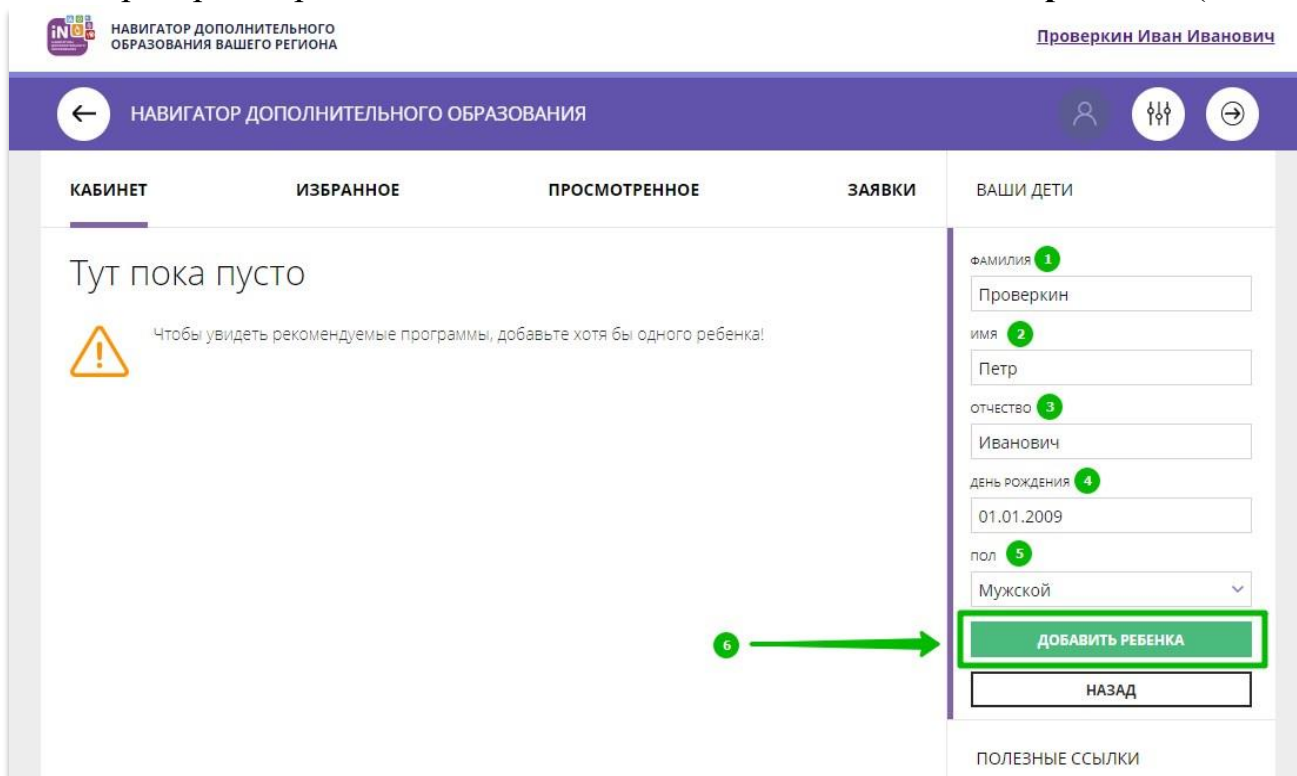 НАВИГАТОР ДОПОЛНИТЕЛЬНОГО
ОБРАЗОВАНИЯ ВАШЕГО РЕГИОНА
Проверкин Иван Иванович
НАВИГАТОР ДОПОЛНИТЕЛЬНОГО ОБРАЗОВАНИЯ
КАБИНЕТ ИЗБРАННОЕ ПРОСМОТРЕННОЕ ЗАЯВКИ
Тут пока пусто
Чтобы увидеть рекомендуемые программы, добавьте хотя бы одного ребенка!
ВАШИ ДЕТИ
ФАМИЛИЯ 1
Проверкин
ИМЯ 2
Петр
ОТЧЕСТВО 3
Иванович
ДЕНЬ РОЖДЕНИЯ 4
01.01.2009
ПОЛ 5
Мужской
6
ДОБАВИТЬ РЕБЕНКА
НАЗАД
ПОЛЕЗНЫЕ ССЫЛКИ